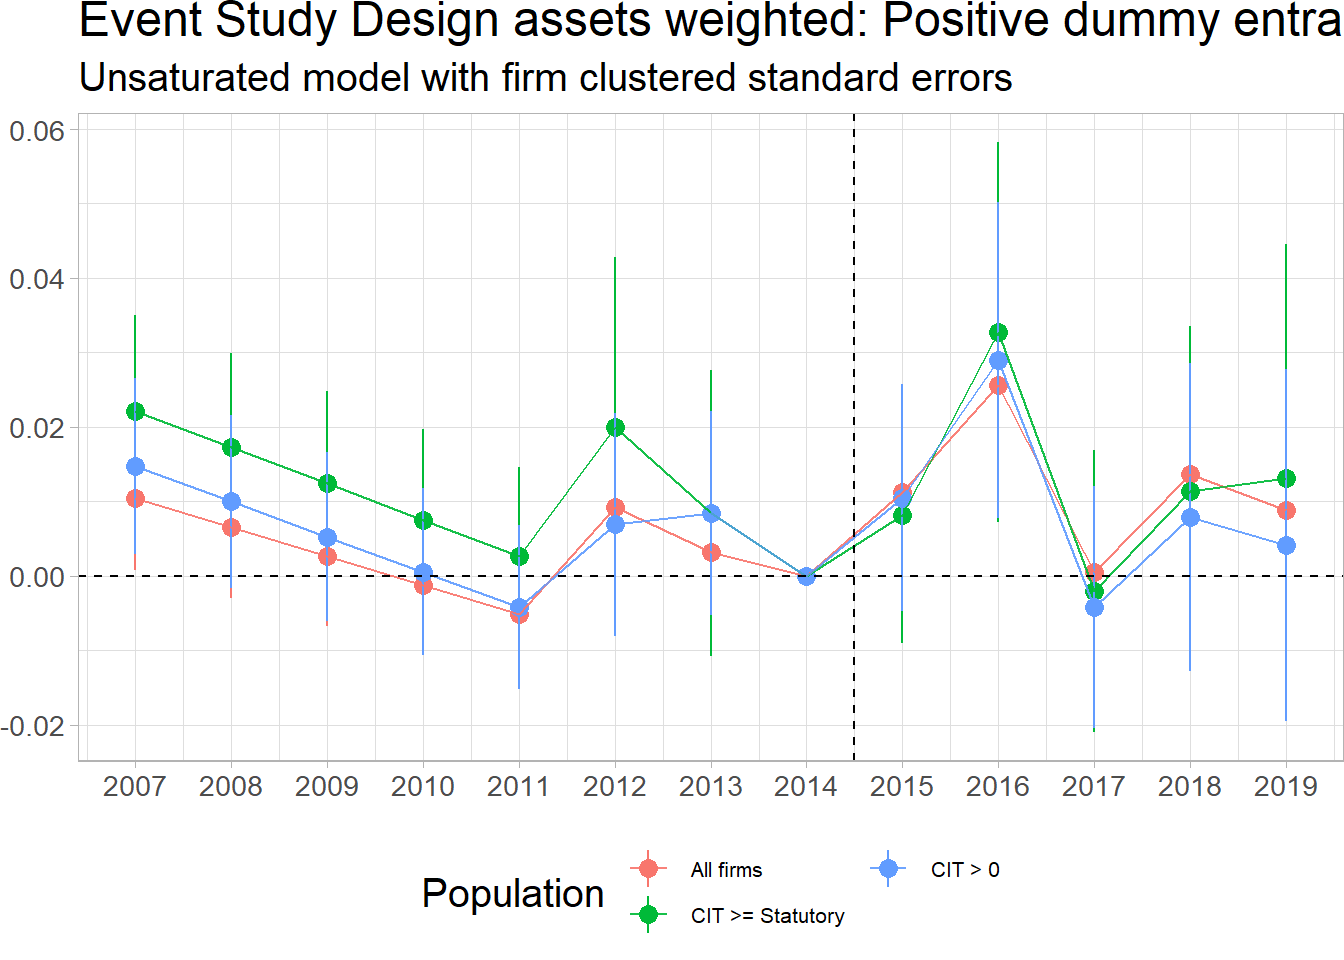 Event Study Design assets weighted: Positive dummy entra
Unsaturated model with firm clustered standard errors
0.06
0.04
0.02
0.00
-0.02
2007 2008 2009 2010 2011 2012 2013 2014 2015 2016 2017 2018 2019
Population
All firms
CIT > 0
CIT >= Statutory